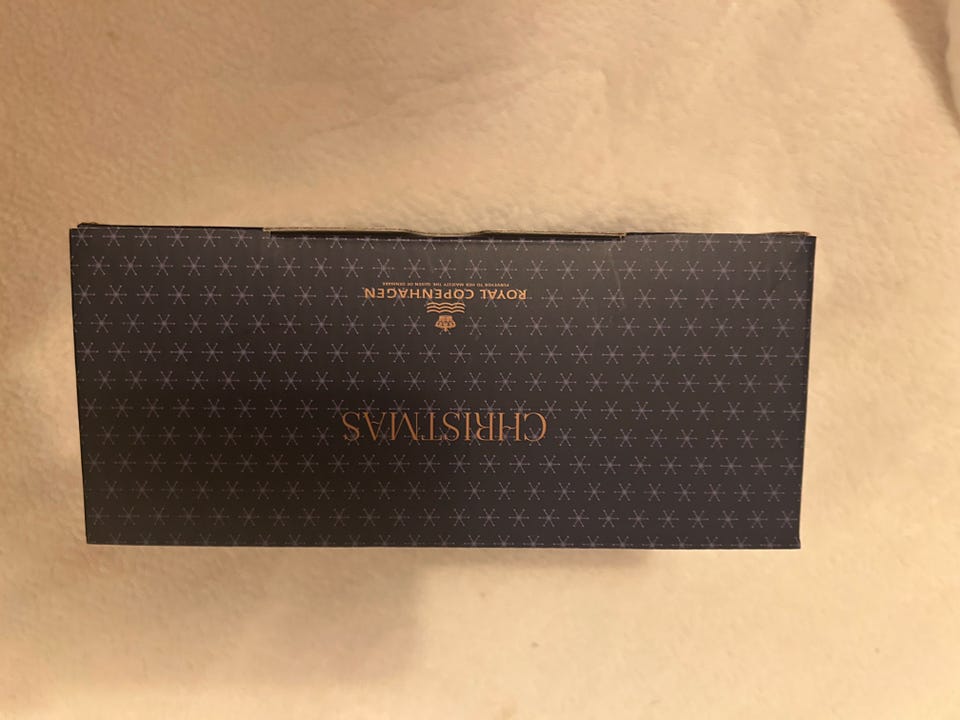 CHRISTMAS
ROYAL COPENHAGEN
PURVEYOR TO HER MAJESTY THE QUEEN OF DENMARK